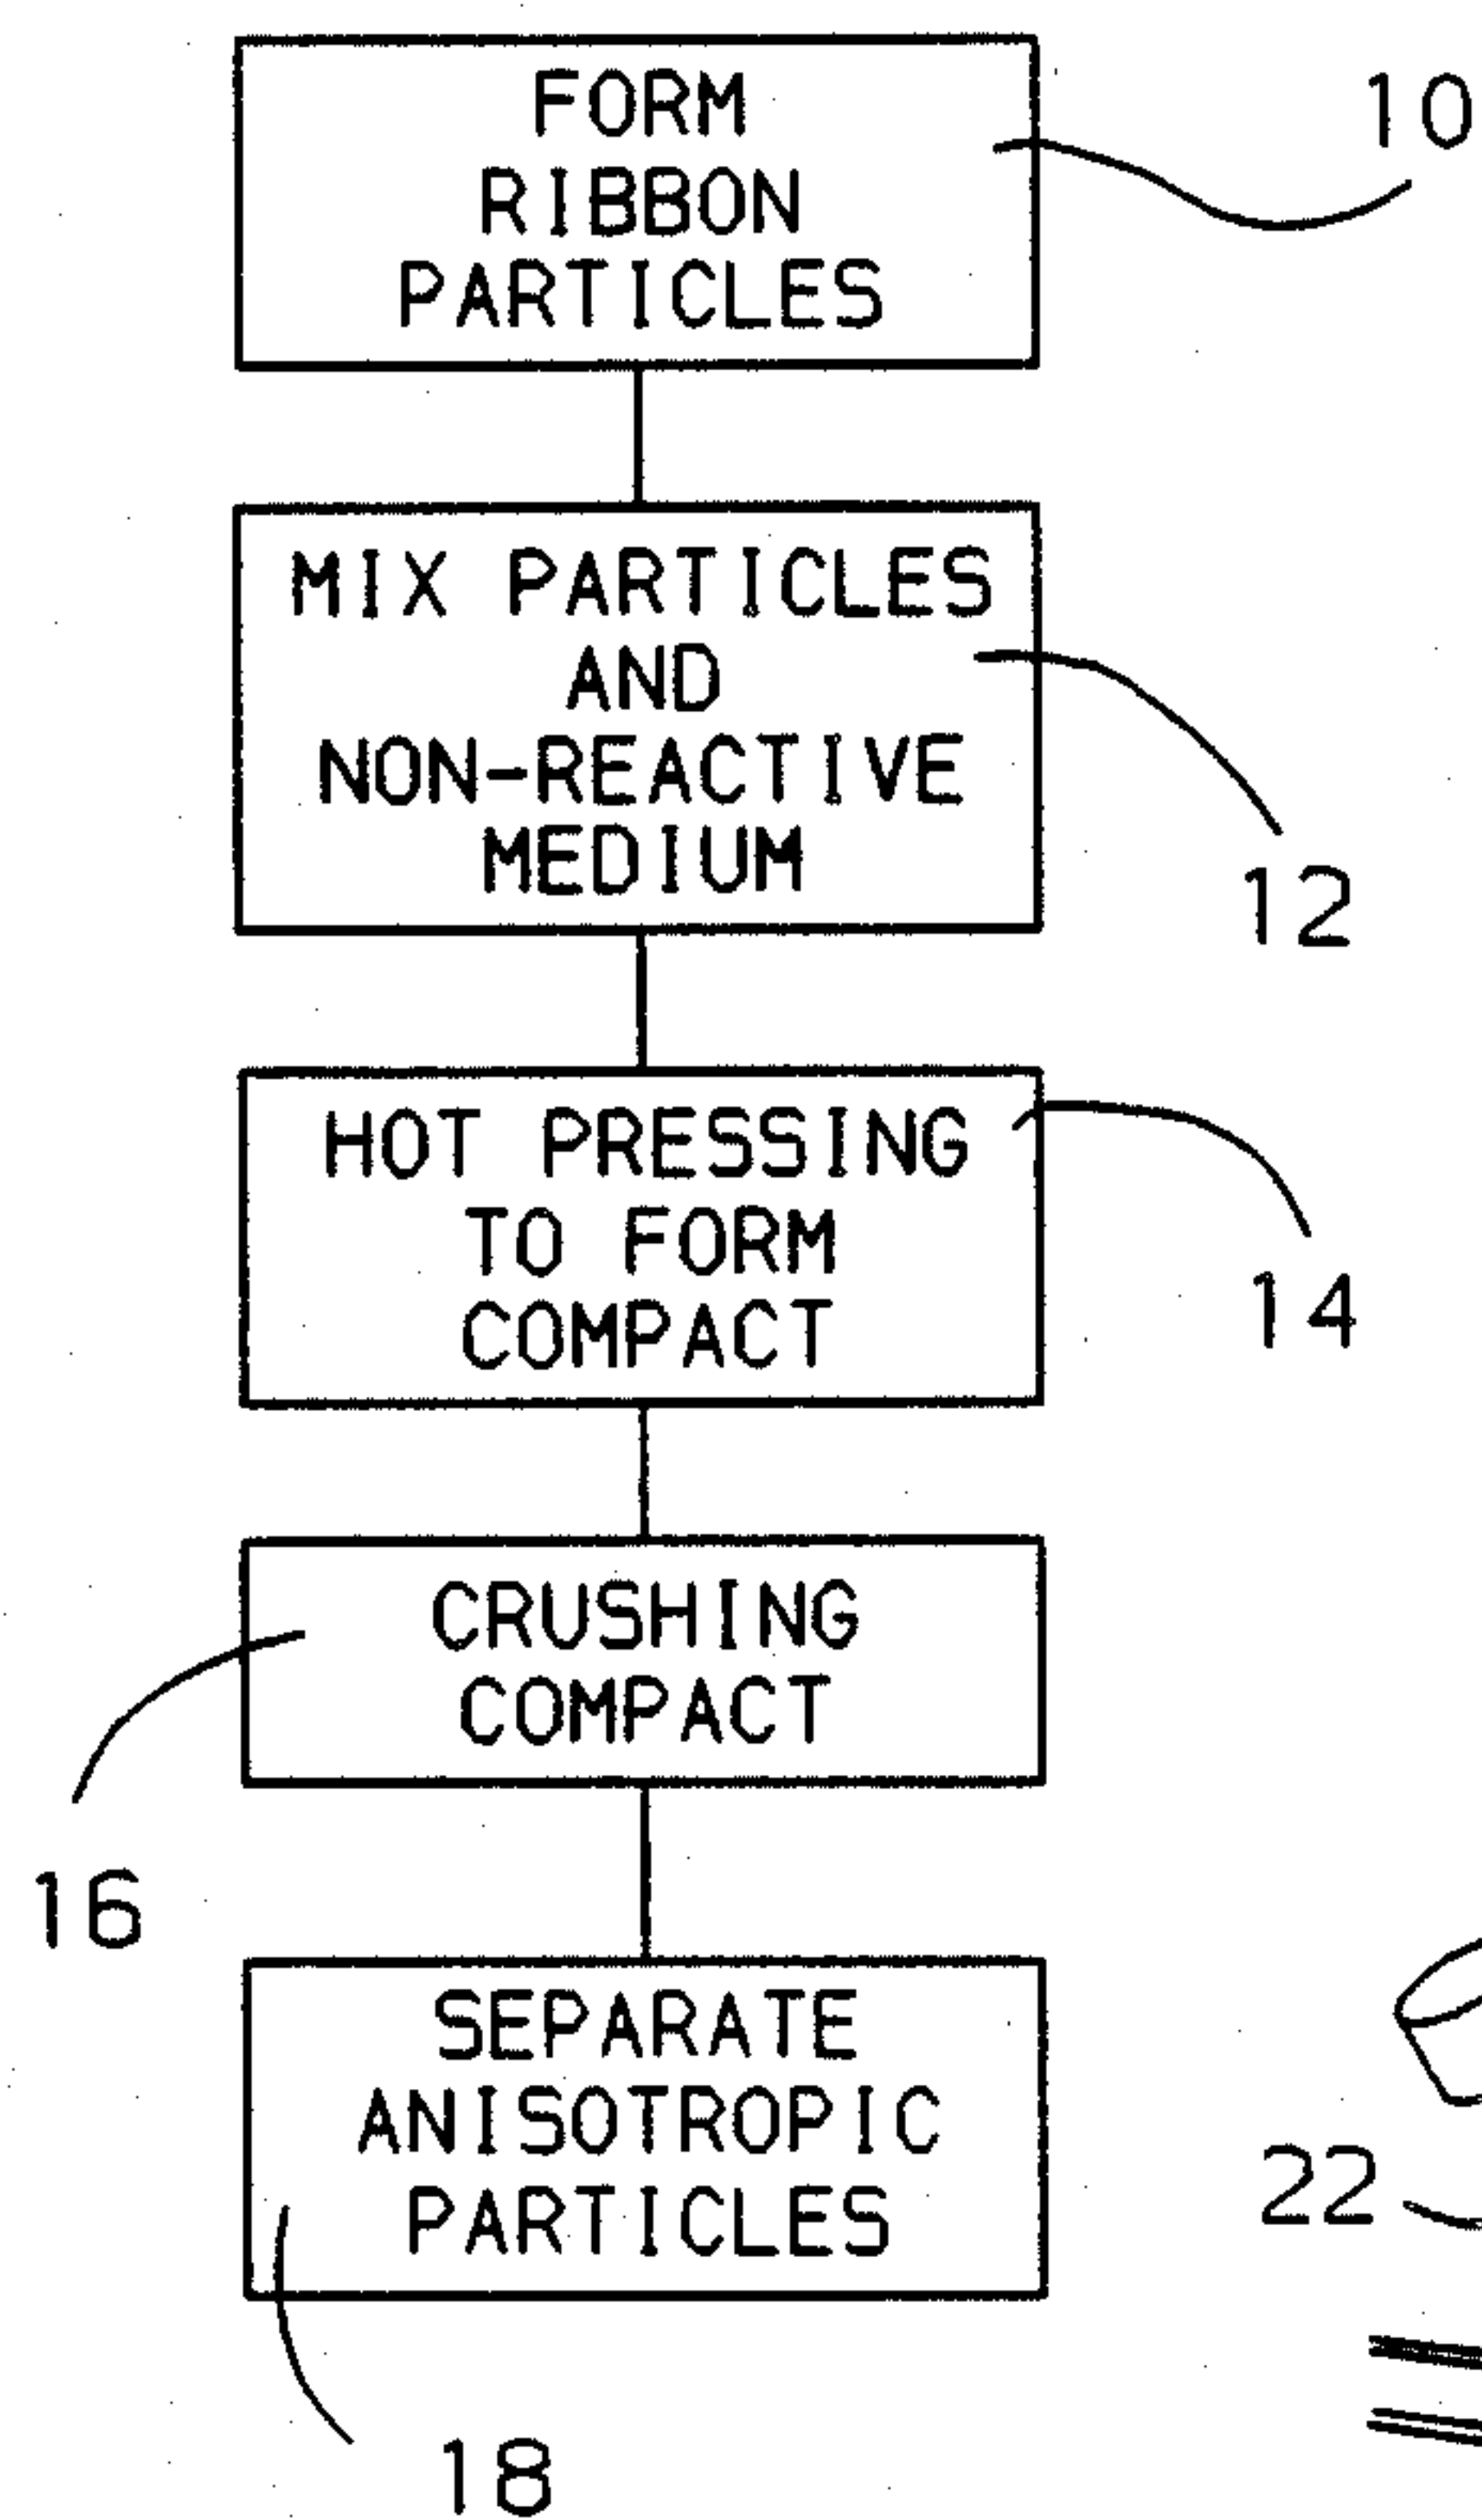 FORM
RIBBON
PARTICLES
10
MIX PARTICLES
AND
NON-REACTIVE
MEDIUM
12
HOT PRESSING
TO FORM
COMPACT
14
CRUSHING
COMPACT
16
SEPARATE
ANISOTROPIC
PARTICLES
22
18